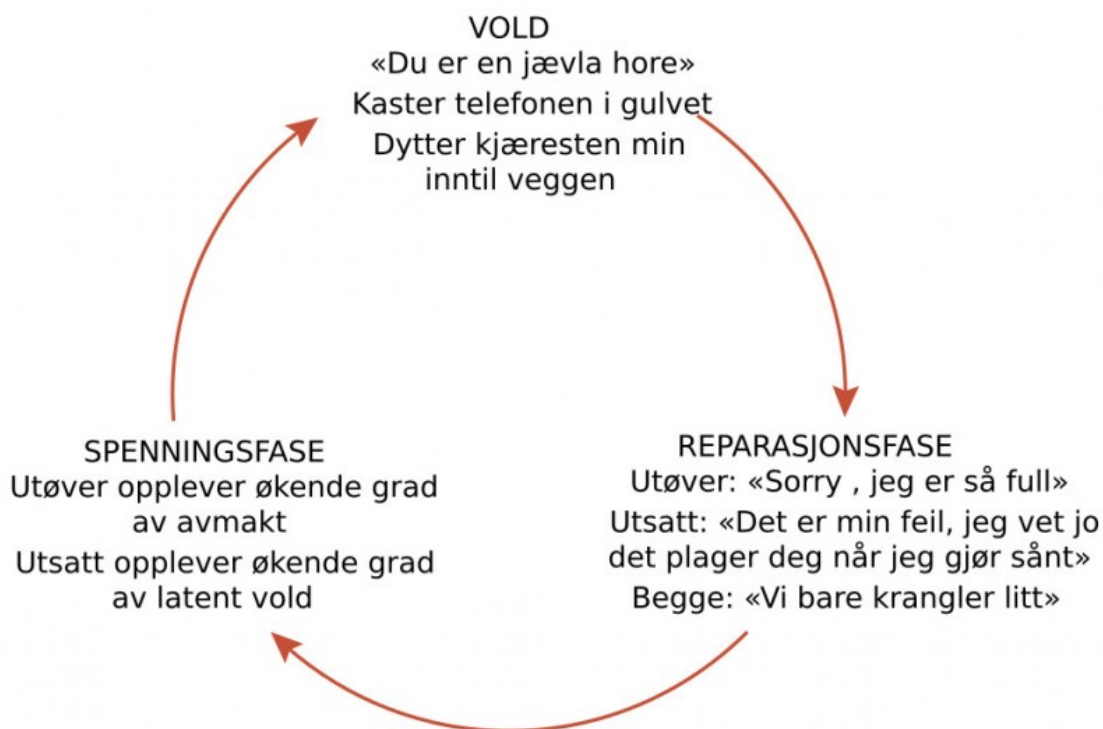 VOLD
«Du er en jævla hore»
Kaster telefonen i gulvet
Dytter kjæresten min
inntil veggen
SPENNINGSFASE
Utøver opplever økende grad
av avmakt
Utsatt opplever økende grad
av latent vold
REPARASJONSFASE
Utøver: «Sorry , jeg er så full»
Utsatt: «Det er min feil, jeg vet jo
det plager deg når jeg gjør sånt»
Begge: «Vi bare krangler litt»